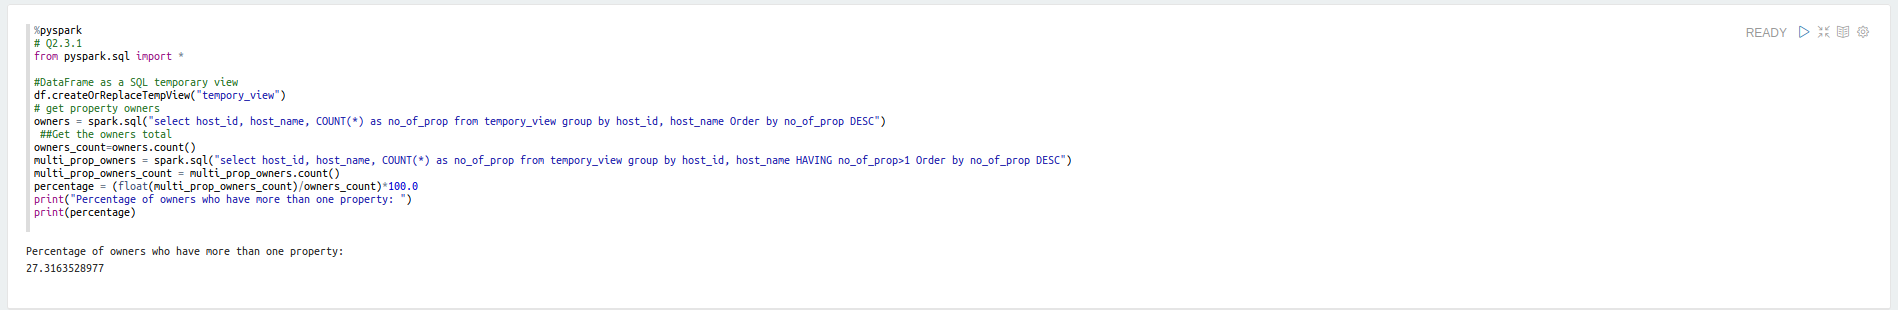 %pyspark
READY
# Q2.3.1
from pyspark.sql import *
#DataFrame as a SQL temporary view
df.createOrReplaceTempView("tempory_view")
# get property owners
owners = spark.sql("select host_id, host_name, COUNT(*) as no_of_prop from tempory_view group by host_id, host_name Order by no_of_prop DESC")
##Get the owners total
owners_count=owners.count()
multi_prop_owners = spark.sql("select host_id, host_name, COUNT(*) as no_of_prop from tempory_view group by host_id, host_name HAVING no_of_prop>1 Order by no_of_prop DESC")
multi_prop_owners_count = multi_prop_owners.count()
percentage = (float(multi_prop_owners_count)/owners_count)*100.0
print("Percentage of owners who have more than one property: ")
print(percentage)
Percentage of owners who have more than one property:
27.3163528977